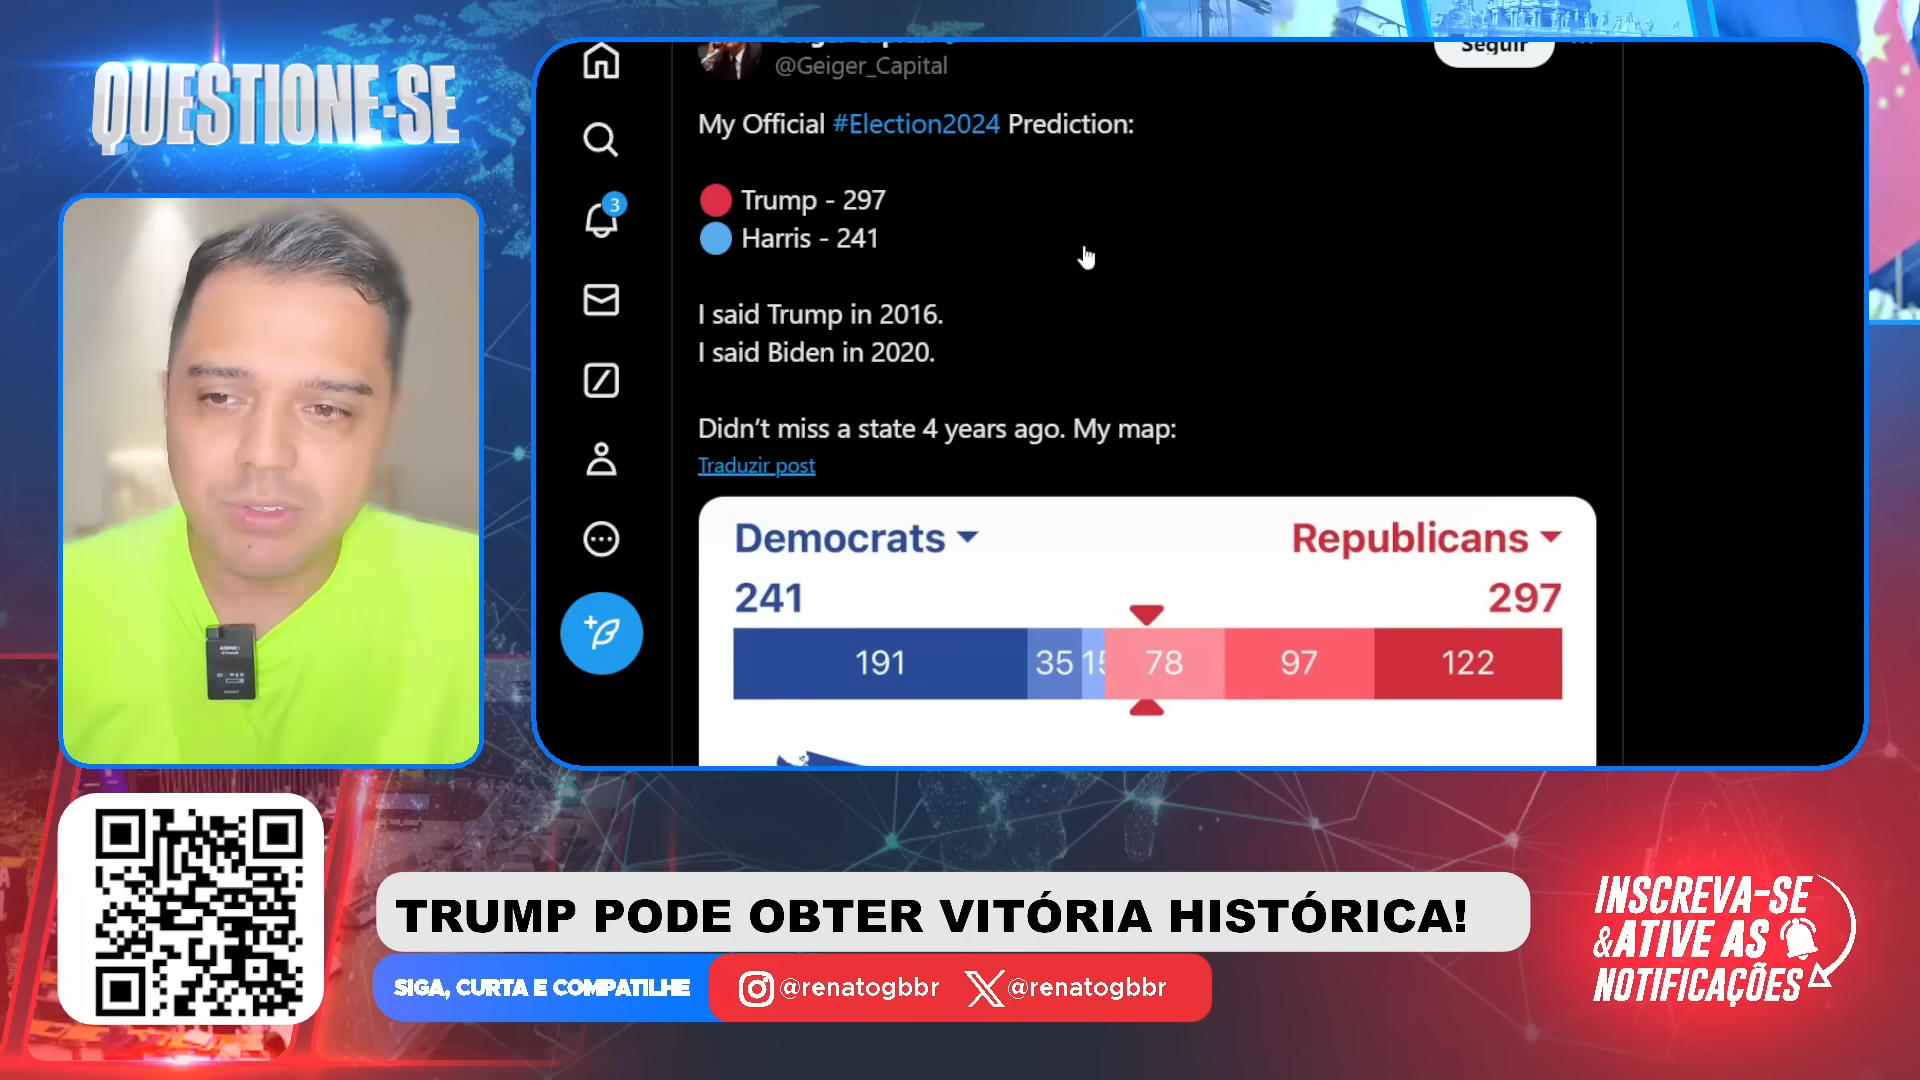 QUESTIONE-SE
Seguir
@Geiger_Capital
My Official #Election2024 Prediction:
Trump - 297
Harris - 241
I said Trump in 2016.
I said Biden in 2020.
Didn't miss a state 4 years ago. My map:
Traduzir post
3
Democrats
Republicans
241
297
191 35 15 78 97 122
TRUMP PODE OBTER VITÓRIA HISTÓRICA!
SIGA, CURTA E COMPATILHE
@renatogbbr
@renatogbbr
INSCREVA-SE
&ATIVE AS
NOTIFICAÇÕES